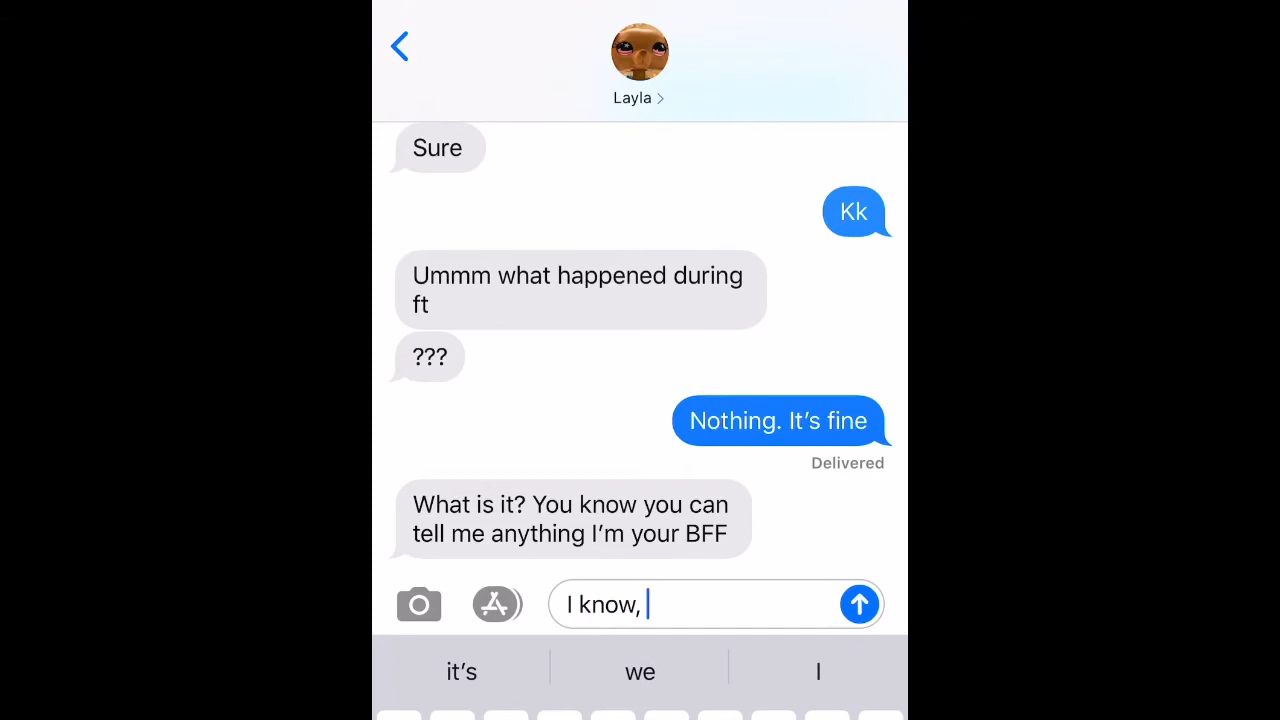 Layla
Sure
Kk
Ummm what happened during
ft
???
Nothing. It’s fine
Delivered
What is it? You know you can
tell me anything I’m your BFF
I know,
it’s we I